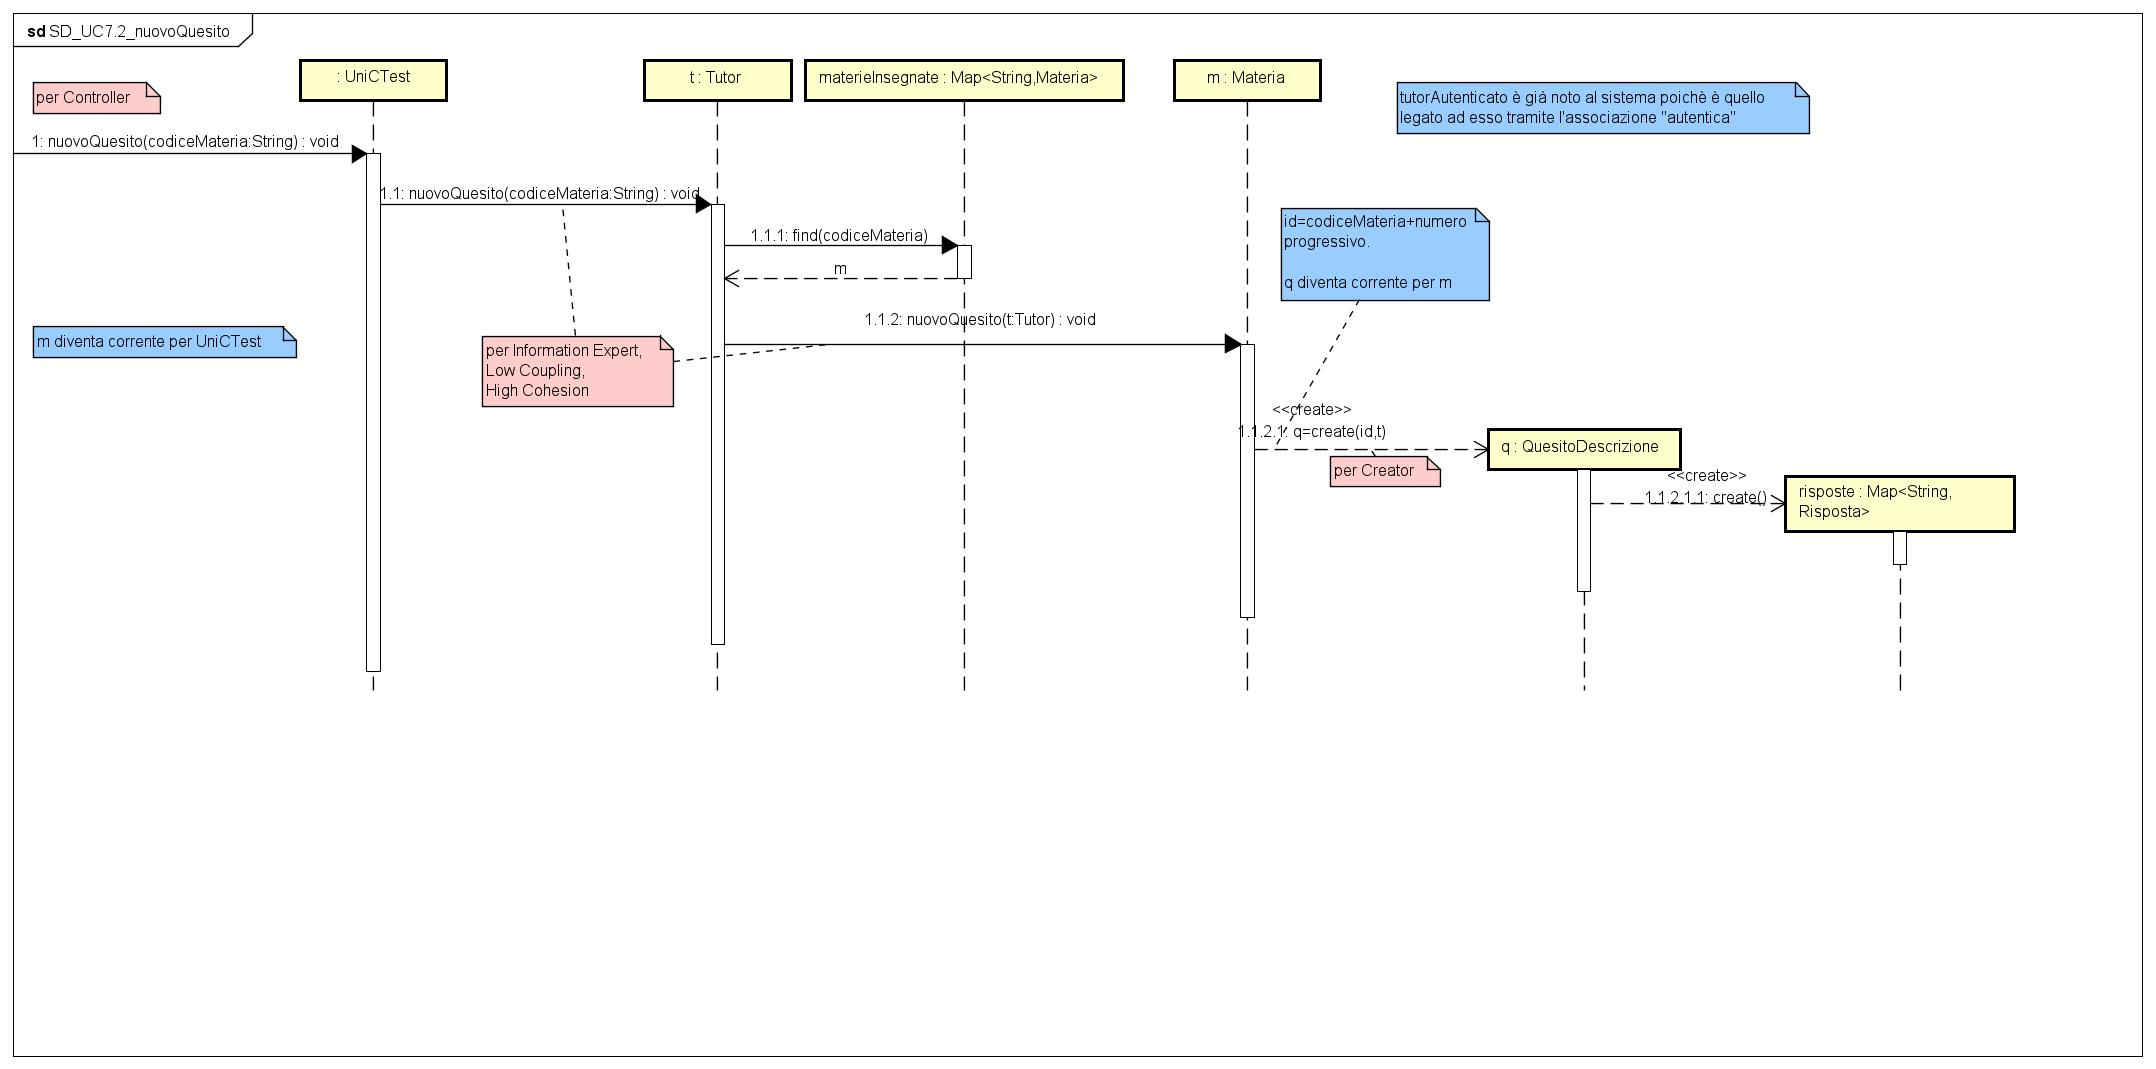 sd SD_UC7.2_nuovoQuesito
: UniCTest
t : Tutor
materieInsegnate : Map<String,Materia>
m : Materia
per Controller
tutorAutenticato è già noto al sistema poichè è quello
legato ad esso tramite l'associazione "autentica"
1: nuovoQuesito(codiceMateria:String) : void
1.1: nuovoQuesito(codiceMateria:String) : void
1.1.1: find(codiceMateria)
m
id=codiceMateria+numero
progressivo.
q diventa corrente per m
1.1.2: nuovoQuesito(t:Tutor) : void
m diventa corrente per UniCTest
per Information Expert,
Low Coupling,
High Cohesion
<<create>>
1.1.2.1: q=create(id,t)
q : QuesitoDescrizione
per Creator
<<create>>
1.1.2.1.1: create()
risposte : Map<String,
Risposta>